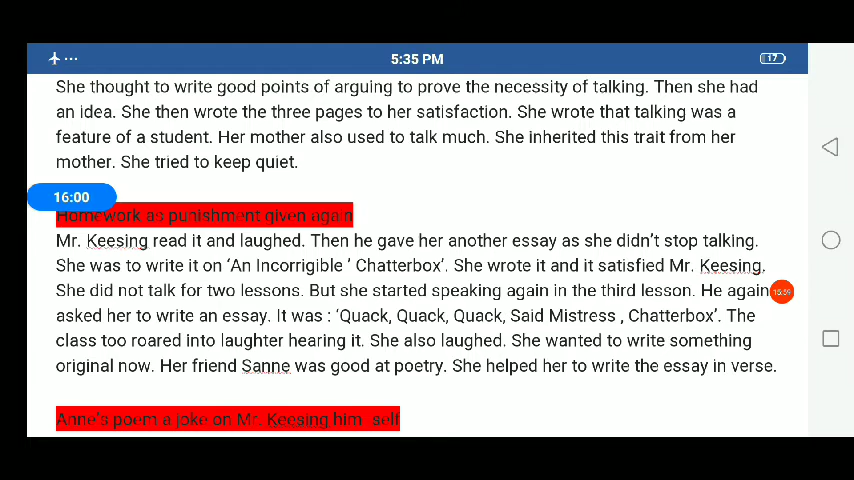 5:35 PM
17
She thought to write good points of arguing to prove the necessity of talking. Then she had
an idea. She then wrote the three pages to her satisfaction. She wrote that talking was a
feature of a student. Her mother also used to talk much. She inherited this trait from her
mother. She tried to keep quiet.
16:00
Homework as punishment given again
Mr. Keesing read it and laughed. Then he gave her another essay as she didn’t stop talking.
She was to write it on ‘An Incorrigible ’ Chatterbox’. She wrote it and it satisfied Mr. Keesing.
She did not talk for two lessons. But she started speaking again in the third lesson. He again
15:59
asked her to write an essay. It was : ‘Quack, Quack, Quack, Said Mistress , Chatterbox’. The
class too roared into laughter hearing it. She also laughed. She wanted to write something
original now. Her friend Sanne was good at poetry. She helped her to write the essay in verse.
Anne’s poem a joke on Mr. Keesing him self